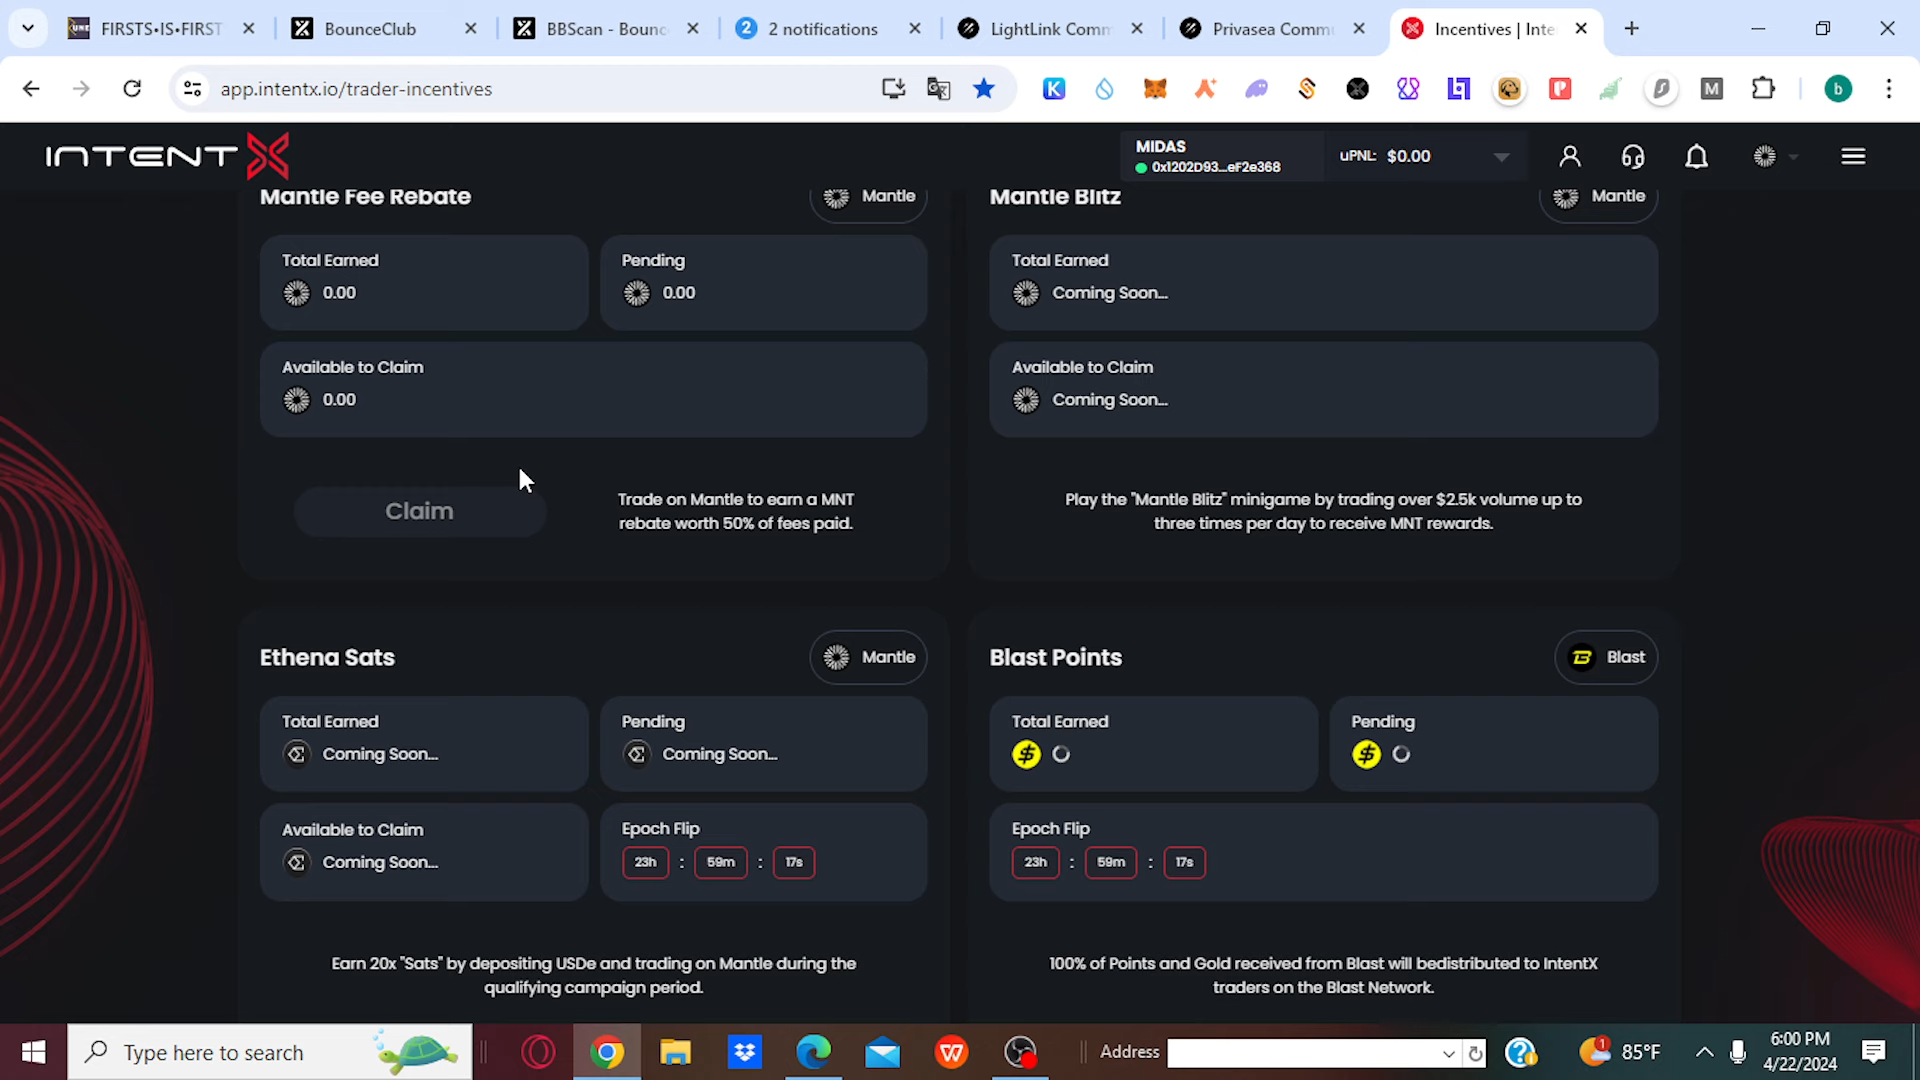 FIRSTS•IS•FIRST
BounceClub
BBScan - Bounc
2 notifications
LightLink Comm
Privasea Commu
Incentives | Inte
app.intentx.io/trader-incentives
INTENTX
MIDAS
0x1202D93...eF2e368
uPNL: $0.00
Mantle Fee Rebate
Mantle
Total Earned
0.00
Pending
0.00
Available to Claim
0.00
Claim
Trade on Mantle to earn a MNT
rebate worth 50% of fees paid.
Mantle Blitz
Mantle
Total Earned
Coming Soon...
Available to Claim
Coming Soon...
Play the "Mantle Blitz" minigame by trading over $2.5k volume up to
three times per day to receive MNT rewards.
Ethena Sats
Mantle
Total Earned
Coming Soon...
Pending
Coming Soon...
Available to Claim
Coming Soon...
Epoch Flip
23h : 59m : 17s
Earn 20x "Sats" by depositing USDe and trading on Mantle during the
qualifying campaign period.
Blast Points
Blast
Total Earned
Pending
Epoch Flip
23h : 59m : 17s
100% of Points and Gold received from Blast will bedistributed to IntentX
traders on the Blast Network.
Type here to search
Address
1
85°F
6:00 PM
4/22/2024